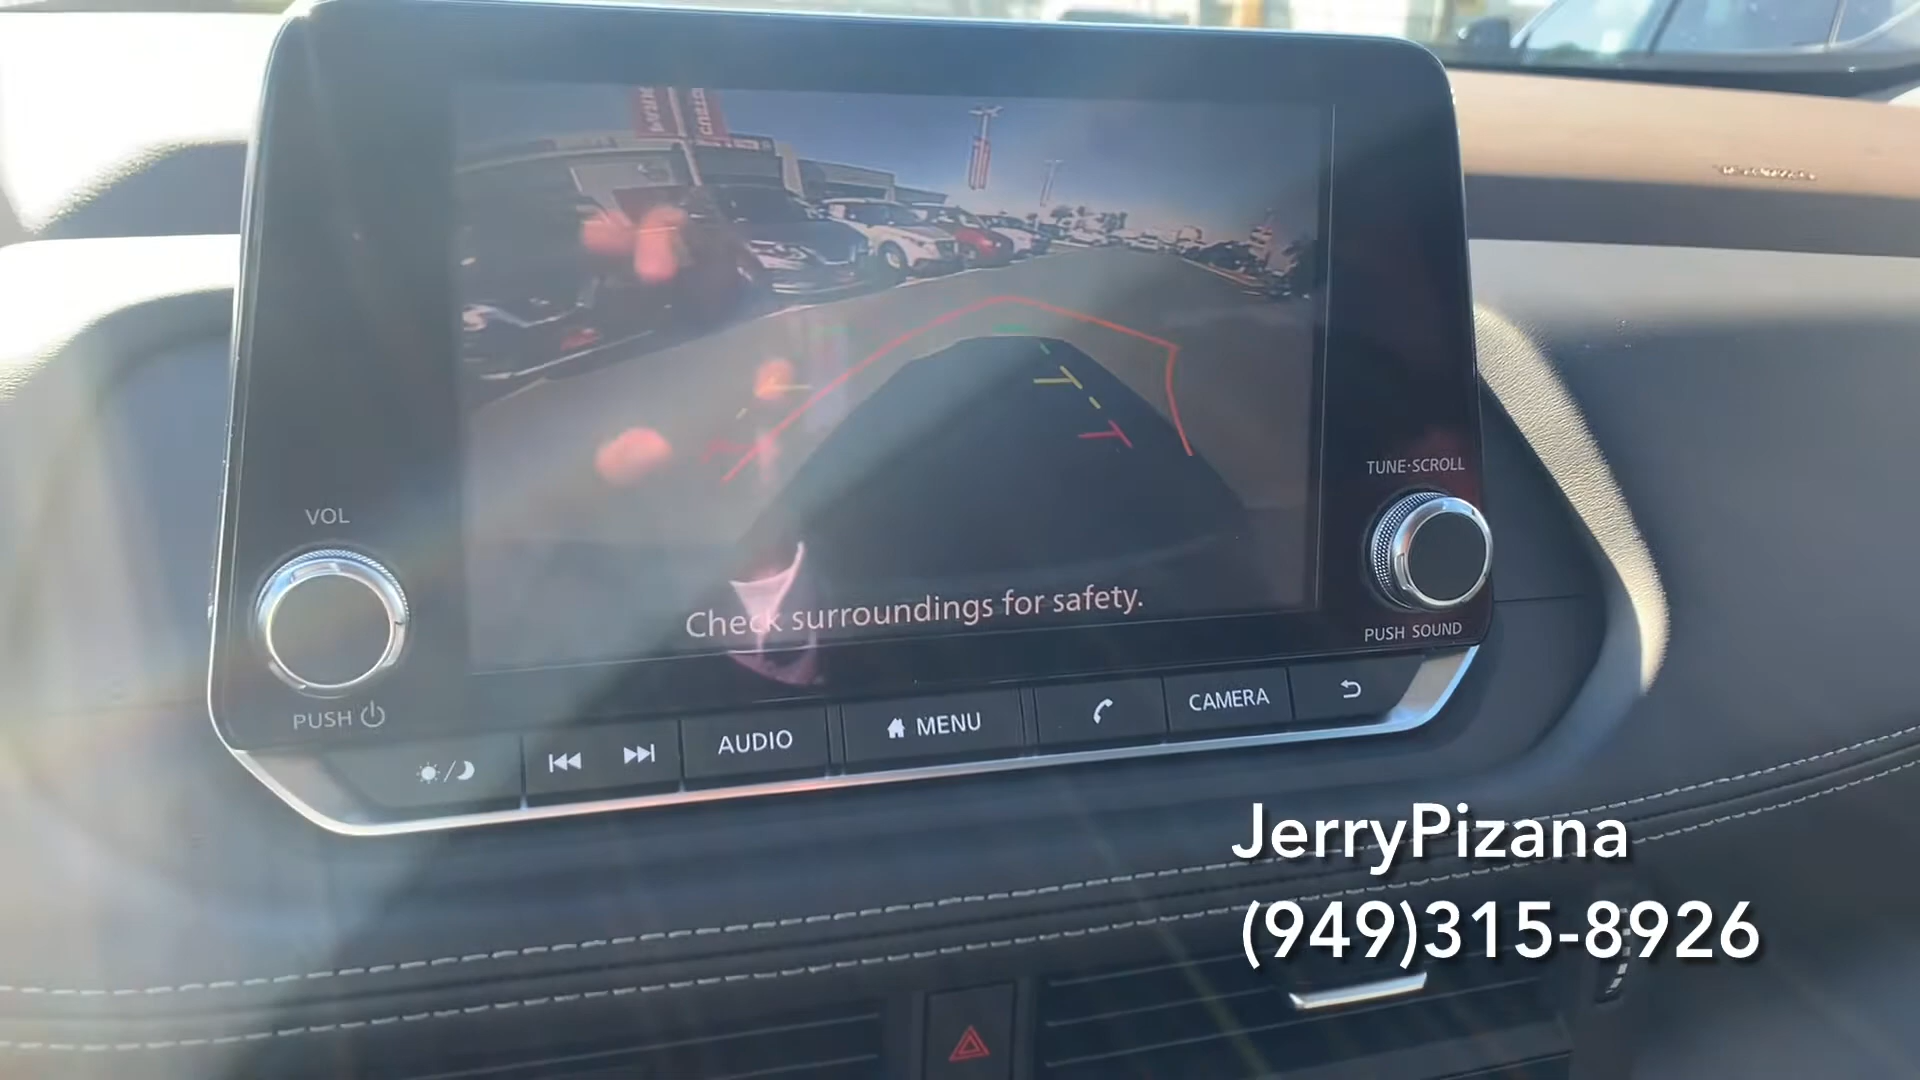 TUNE·SCROLL
VOL
Check surroundings for safety.
PUSH SOUND
PUSH
AUDIO
MENU
CAMERA
JerryPizana
(949)315-8926